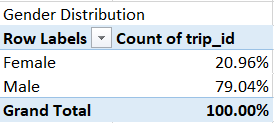 Gender Distribution
Row Labels Count of trip_id
Female 20.96%
Male 79.04%
Grand Total 100.00%